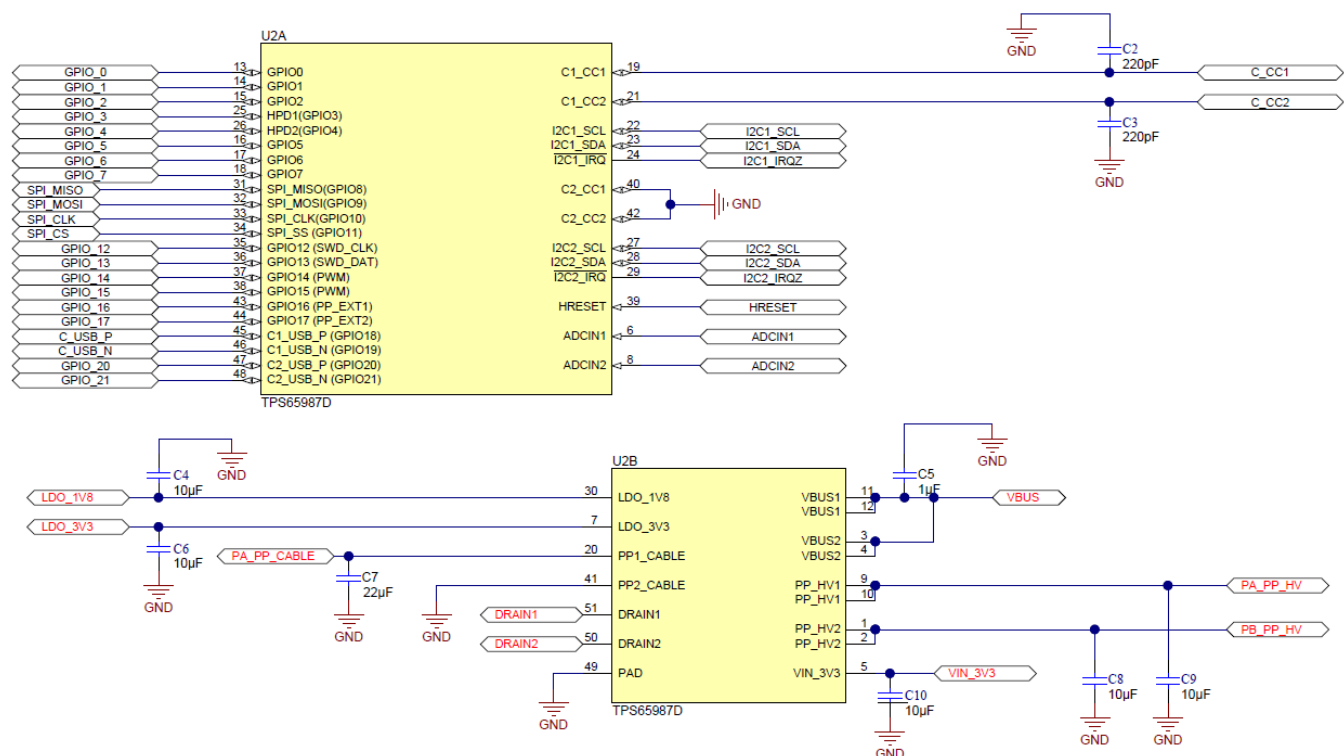 U2A
GND
C2
220pF
GPIO_0 13 GPIO0 C1_CC1 19 C_CC1
GPIO_1 14 GPIO1
GPIO_2 15 GPIO2 C1_CC2 21 C_CC2
GPIO_3 25 HPD1(GPIO3)
GPIO_4 26 HPD2(GPIO4) I2C1_SCL 22 I2C1_SCL
C3
220pF
GPIO_5 16 GPIO5 I2C1_SDA 23 I2C1_SDA
GPIO_6 17 GPIO6 I2C1_IRQ 24 I2C1_IRQZ
GPIO_7 18 GPIO7
GND
SPI_MISO 31 SPI_MISO(GPIO8) C2_CC1 40
SPI_MOSI 32 SPI_MOSI(GPIO9) GND
SPI_CLK 33 SPI_CLK(GPIO10) C2_CC2 42
SPI_CS 34 SPI_SS (GPIO11)
GPIO_12 35 GPIO12 (SWD_CLK) I2C2_SCL 27 I2C2_SCL
GPIO_13 36 GPIO13 (SWD_DAT) I2C2_SDA 28 I2C2_SDA
GPIO_14 37 GPIO14 (PWM) I2C2_IRQ 29 I2C2_IRQZ
GPIO_15 38 GPIO15 (PWM)
GPIO_16 43 GPIO16 (PP_EXT1) HRESET 39 HRESET
GPIO_17 44 GPIO17 (PP_EXT2)
C_USB_P 45 C1_USB_P (GPIO18) ADCIN1 6 ADCIN1
C_USB_N 46 C1_USB_N (GPIO19)
GPIO_20 47 C2_USB_P (GPIO20) ADCIN2 8 ADCIN2
GPIO_21 48 C2_USB_N (GPIO21)
TPS65987D
GND
GND
U2B
C4
10µF
C5
1µF
LDO_1V8 30 LDO_1V8 VBUS1 11 VBUS
VBUS1 12
LDO_3V3 7 LDO_3V3
VBUS2 3
C6
10µF
PA_PP_CABLE 20 PP1_CABLE VBUS2 4
C7
22µF
GND
41 PP2_CABLE PP_HV1 9 PA_PP_HV
PP_HV1 10
GND
GND
DRAIN1 51 DRAIN1
PP_HV2 1 PB_PP_HV
DRAIN2 50 DRAIN2 PP_HV2 2
49 PAD VIN_3V3 5 VIN_3V3
C8
10µF
C9
10µF
C10
10µF
GND
TPS65987D
GND
GND
GND